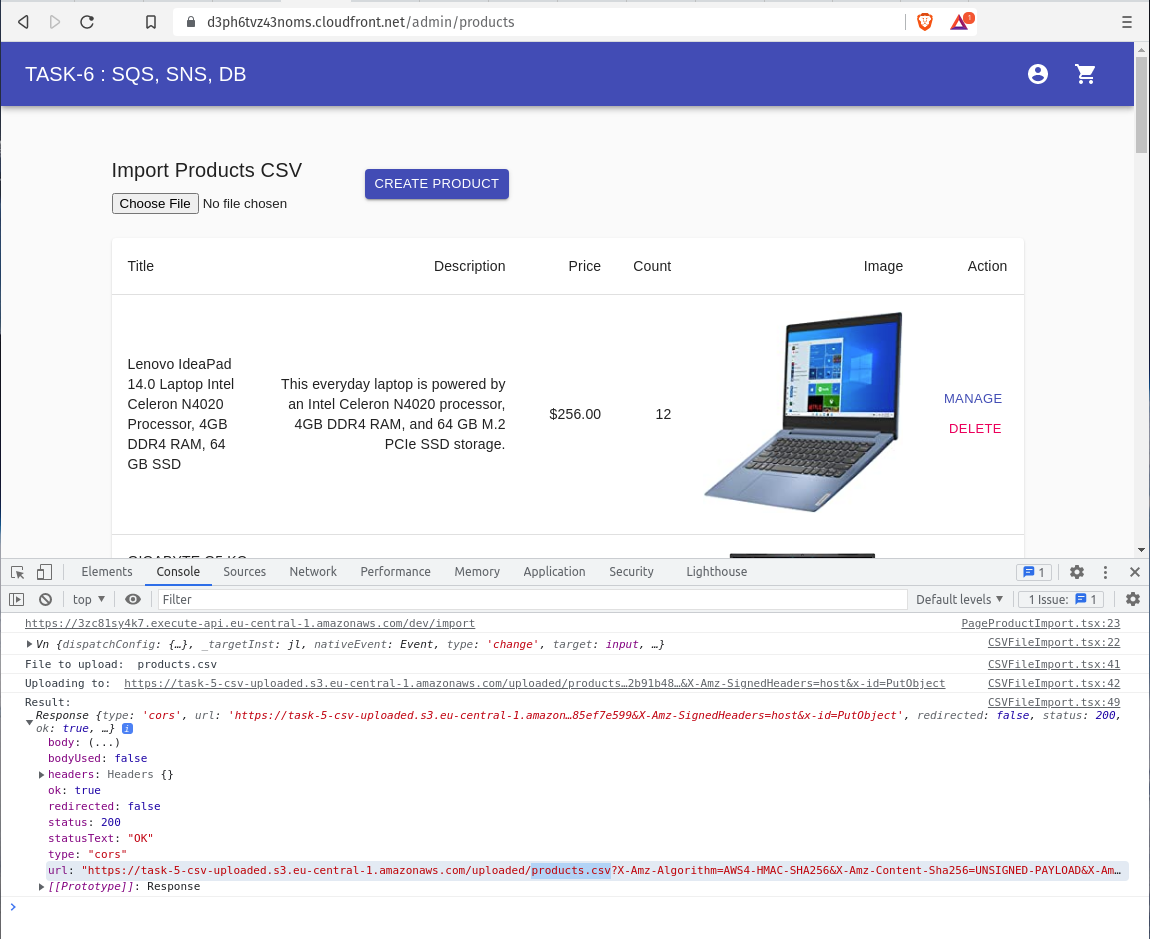 d3ph6tvz43noms.cloudfront.net/admin/products
1
TASK-6 : SQS, SNS, DB
Import Products CSV
Choose File No file chosen
CREATE PRODUCT
Title Description Price Count Image Action
Lenovo IdeaPad
14.0 Laptop Intel
Celeron N4020
Processor, 4GB
DDR4 RAM, 64
GB SSD
This everyday laptop is powered by
an Intel Celeron N4020 processor,
4GB DDR4 RAM, and 64 GB M.2
PCIe SSD storage.
$256.00
12
MANAGE
DELETE
Elements Console Sources Network Performance Memory Application Security Lighthouse 1
top Filter Default levels 1 Issue: 1
https://3zc81sy4k7.execute-api.eu-central-1.amazonaws.com/dev/import PageProductImport.tsx:23
Vn {dispatchConfig: {…}, _targetInst: jl, nativeEvent: Event, type: 'change', target: input, …} CSVFileImport.tsx:22
File to upload: products.csv CSVFileImport.tsx:41
Uploading to: https://task-5-csv-uploaded.s3.eu-central-1.amazonaws.com/uploaded/products…2b91b48…&X-Amz-SignedHeaders=host&x-id=PutObject CSVFileImport.tsx:42
Result: CSVFileImport.tsx:49
Response {type: 'cors', url: 'https://task-5-csv-uploaded.s3.eu-central-1.amazon…85ef7e599&X-Amz-SignedHeaders=host&x-id=PutObject', redirected: false, status: 200,
ok: true, …} i
body: (...)
bodyUsed: false
headers: Headers {}
ok: true
redirected: false
status: 200
statusText: "OK"
type: "cors"
url: "https://task-5-csv-uploaded.s3.eu-central-1.amazonaws.com/uploaded/products.csv?X-Amz-Algorithm=AWS4-HMAC-SHA256&X-Amz-Content-Sha256=UNSIGNED-PAYLOAD&X-Am…
[[Prototype]]: Response